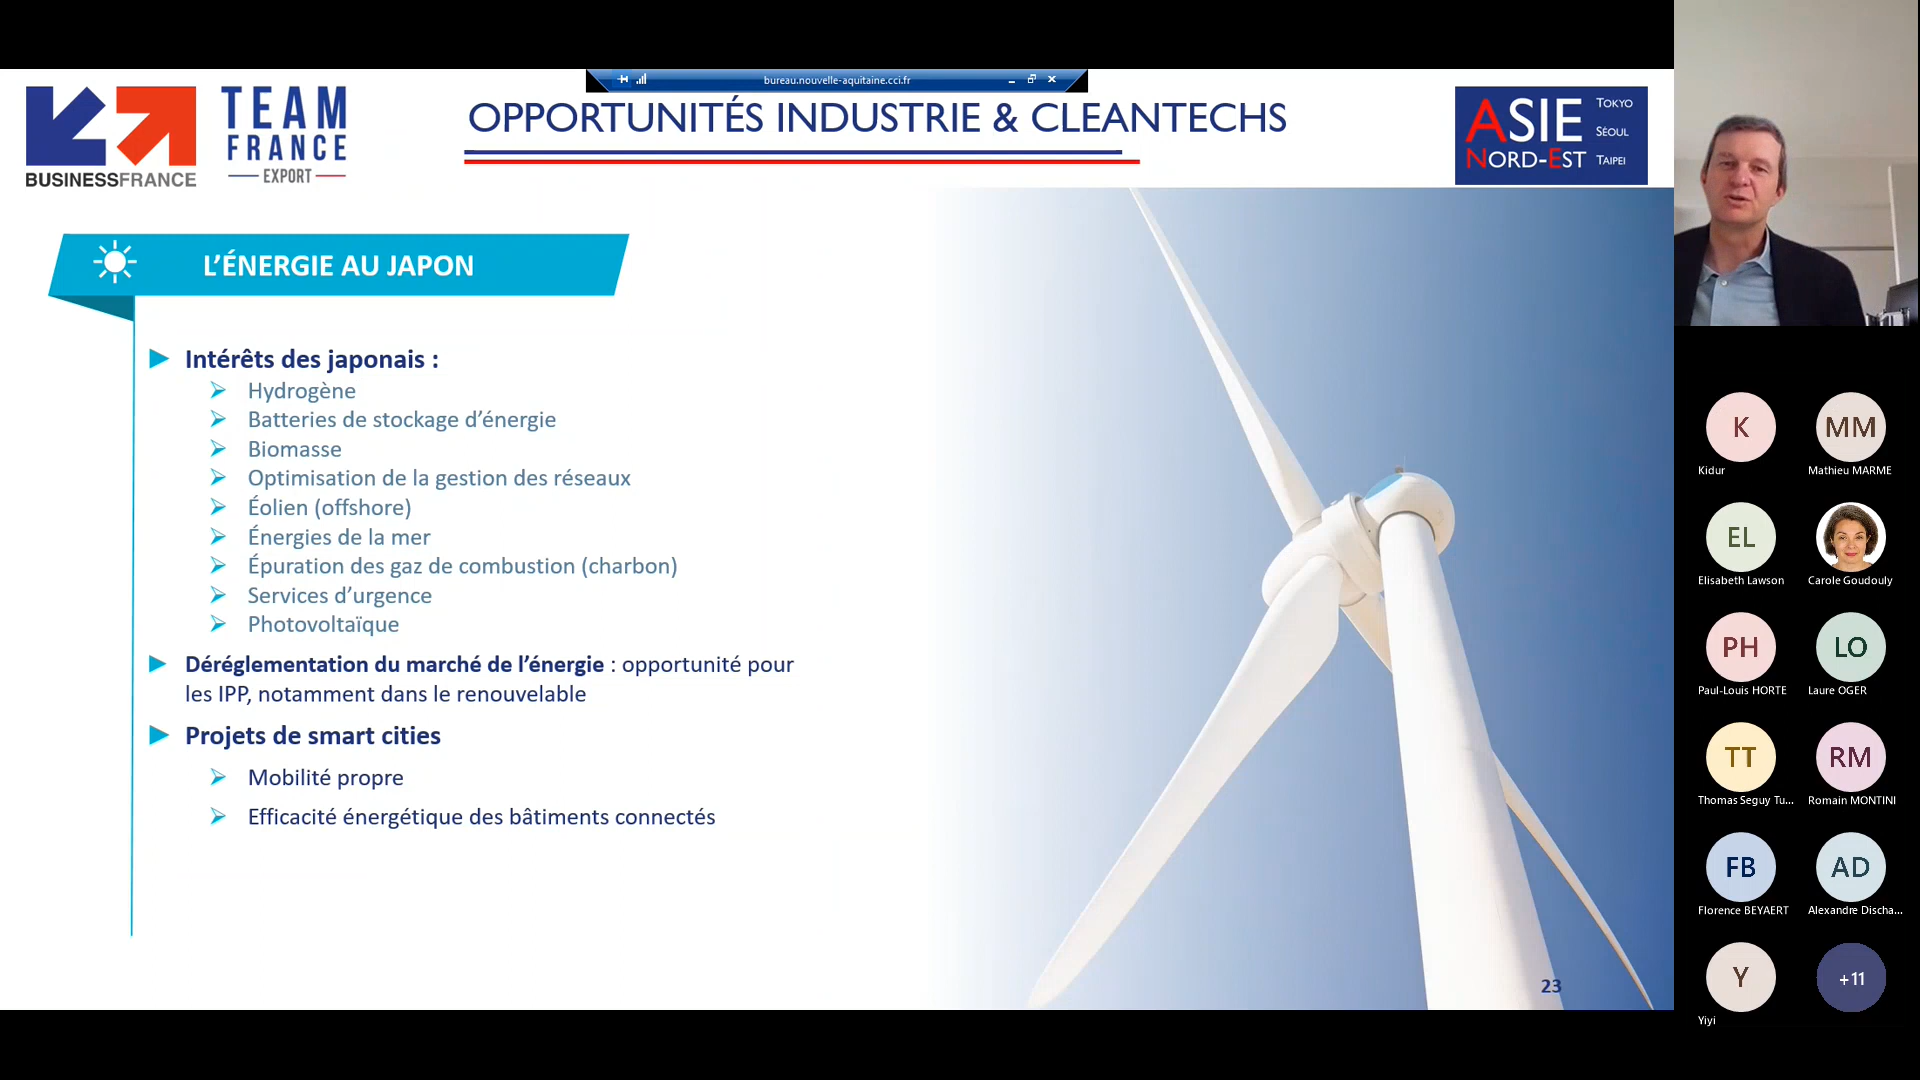 bureau.nouvelle-aquitaine.cci.fr
BUSINESSFRANCE
TEAM
FRANCE
EXPORT
OPPORTUNITÉS INDUSTRIE & CLEANTECHS
ASIE
NORD-EST
TOKYO
SÉOUL
TAIPEI
L’ÉNERGIE AU JAPON
Intérêts des japonais :
Hydrogène
Batteries de stockage d’énergie
Biomasse
Optimisation de la gestion des réseaux
Éolien (offshore)
Énergies de la mer
Épuration des gaz de combustion (charbon)
Services d’urgence
Photovoltaïque
Déréglementation du marché de l’énergie : opportunité pour
les IPP, notamment dans le renouvelable
Projets de smart cities
Mobilité propre
Efficacité énergétique des bâtiments connectés
23
K
Kidur
MM
Mathieu MARME
EL
Elisabeth Lawson
Carole Goudouly
PH
Paul-Louis HORTE
LO
Laure OGER
TT
Thomas Seguy Tu...
RM
Romain MONTINI
FB
Florence BEYAERT
AD
Alexandre Discha...
Y
Yiyi
+11